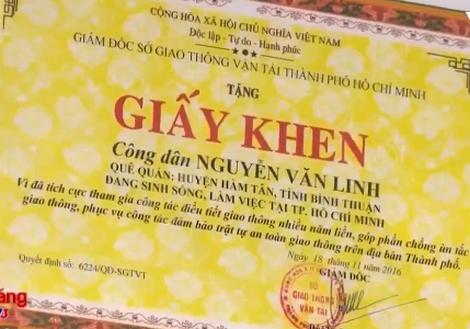 CỘNG HÒA XÃ HỘI CHỦ NGHĨA VIỆT NAM
Độc lập - Tự do - Hạnh phúc
GIÁM ĐỐC SỞ GIAO THÔNG VẬN TẢI THÀNH PHỐ HỒ CHÍ MINH
TẶNG
GIẤY KHEN
Công dân NGUYỄN VĂN LINH
QUÊ QUÁN: HUYỆN HÀM TÂN, TỈNH BÌNH THUẬN
ĐANG SINH SỐNG, LÀM VIỆC TẠI TP. HỒ CHÍ MINH
Vì đã tích cực tham gia công tác điều tiết giao thông nhiều năm liền, góp phần chống ùn tắc
giao thông, phục vụ công tác đảm bảo trật tự an toàn giao thông trên địa bàn Thành phố.
Ngày 18 tháng 11 năm 2016
Quyết định số: 6224/QĐ-SGTVT
GIÁM ĐỐC
SỞ
GIAO THÔNG
VẬN TẢI